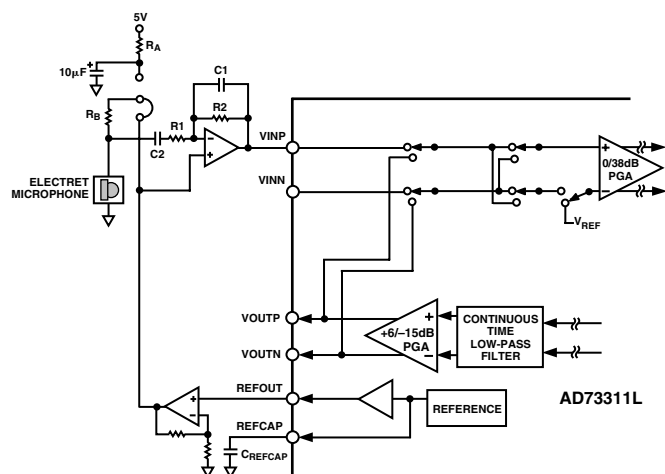 5V
RA
10µF
+
C1
R2
RB
C2
R1
−
+
VINP
VINN
ELECTRET
MICROPHONE
+
−
0/38dB
PGA
VREF
VOUTP
VOUTN
+6/–15dB
PGA
+
−
CONTINUOUS
TIME
LOW-PASS
FILTER
REFOUT
REFCAP
+
−
REFERENCE
AD73311L
CREFCAP